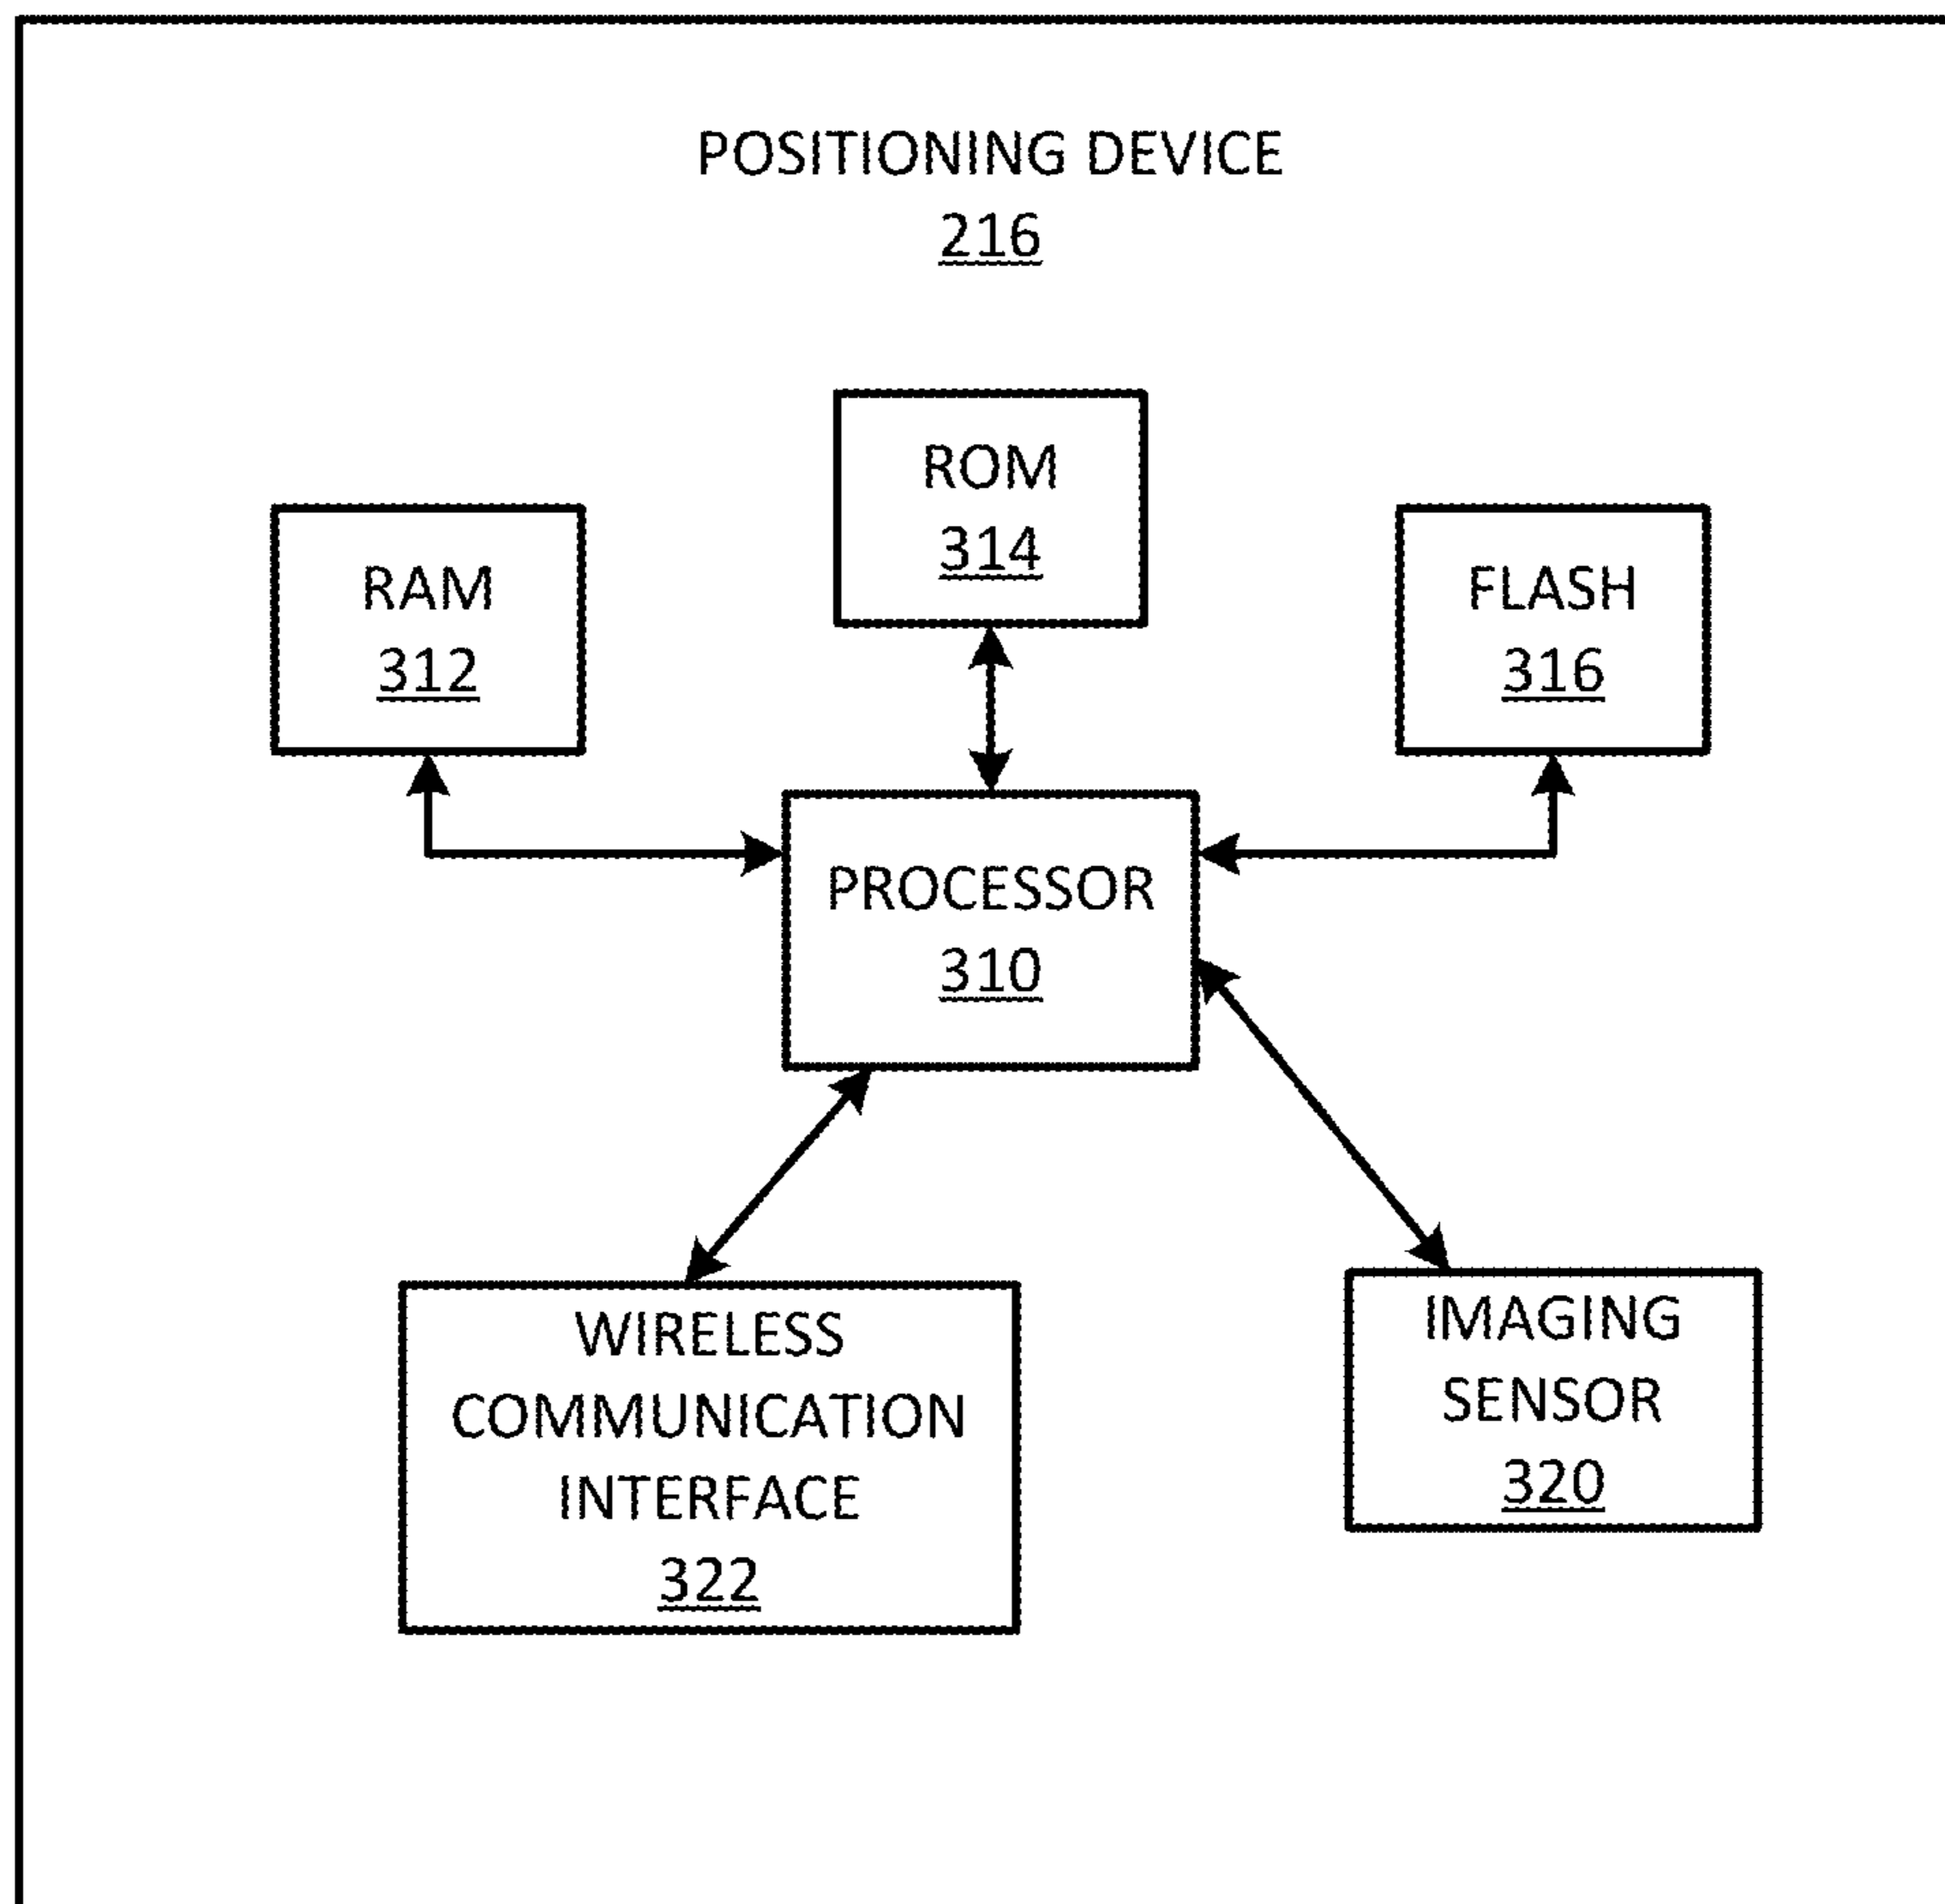 POSITIONING DEVICE
216
ROM
314
RAM
312
FLASH
316
PROCESSOR
310
WIRELESS
COMMUNICATION
INTERFACE
322
IMAGING
SENSOR
320